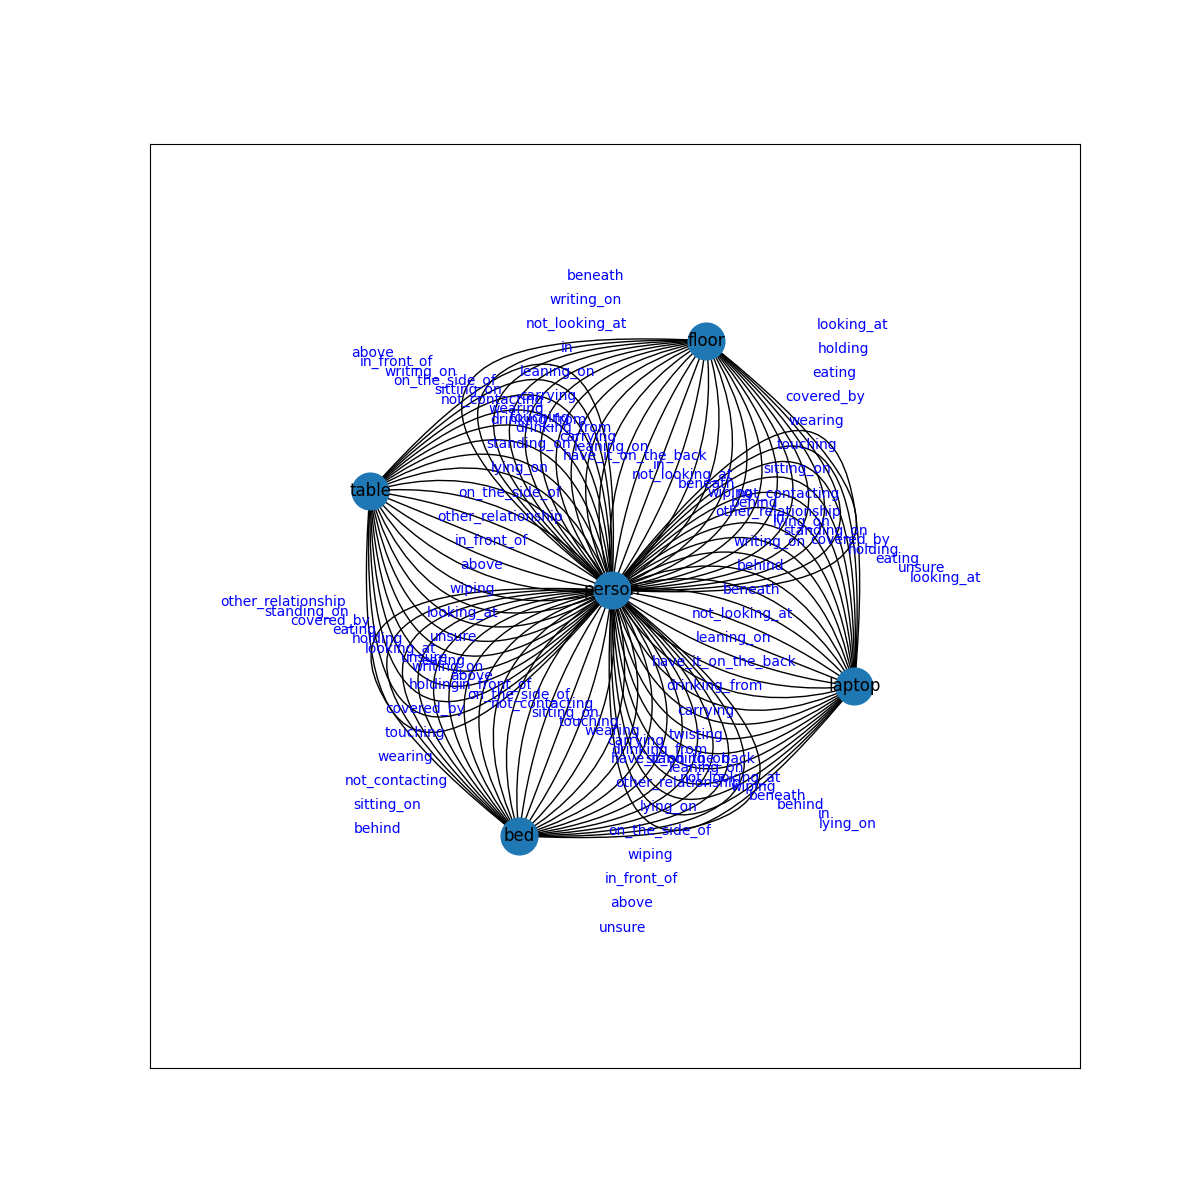 beneath
writing_on
not_looking_at
looking_at
floor
in
holding
above
in_front_of
writing_on
leaning_on
eating
on_the_side_of
sitting_on
carrying
covered_by
not_contacting
wearing
touching
drinking_from
wearing
drinking_from
carrying
standing_on
leaning_on
touching
have_it_on_the_back
in
lying_on
not_looking_at
sitting_on
beneath
table
on_the_side_of
wiping
not_contacting
behind
other_relationship
other_relationship
lying_on
standing_on
in_front_of
writing_on
covered_by
holding
eating
above
behind
unsure
looking_at
wiping
person
beneath
other_relationship
standing_on
looking_at
not_looking_at
covered_by
eating
holding
unsure
leaning_on
looking_at
unsure
eating
have_it_on_the_back
writing_on
above
holding
in_front_of
drinking_from
laptop
on_the_side_of
not_contacting
covered_by
sitting_on
carrying
touching
touching
wearing
twisting
carrying
drinking_from
wearing
have_it_on_the_back
standing_on
leaning_on
not_contacting
not_looking_at
other_relationship
wiping
beneath
sitting_on
lying_on
behind
in
behind
lying_on
bed
on_the_side_of
wiping
in_front_of
above
unsure